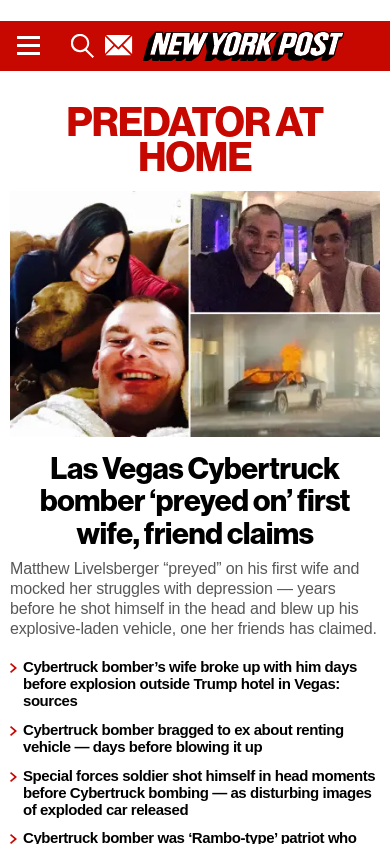 NEW YORK POST
PREDATOR AT
HOME
Las Vegas Cybertruck
bomber ‘preyed on’ first
wife, friend claims
Matthew Livelsberger “preyed” on his first wife and
mocked her struggles with depression — years
before he shot himself in the head and blew up his
explosive-laden vehicle, one her friends has claimed.
Cybertruck bomber’s wife broke up with him days
before explosion outside Trump hotel in Vegas:
sources
Cybertruck bomber bragged to ex about renting
vehicle — days before blowing it up
Special forces soldier shot himself in head moments
before Cybertruck bombing — as disturbing images
of exploded car released
Cybertruck bomber was ‘Rambo-type’ patriot who